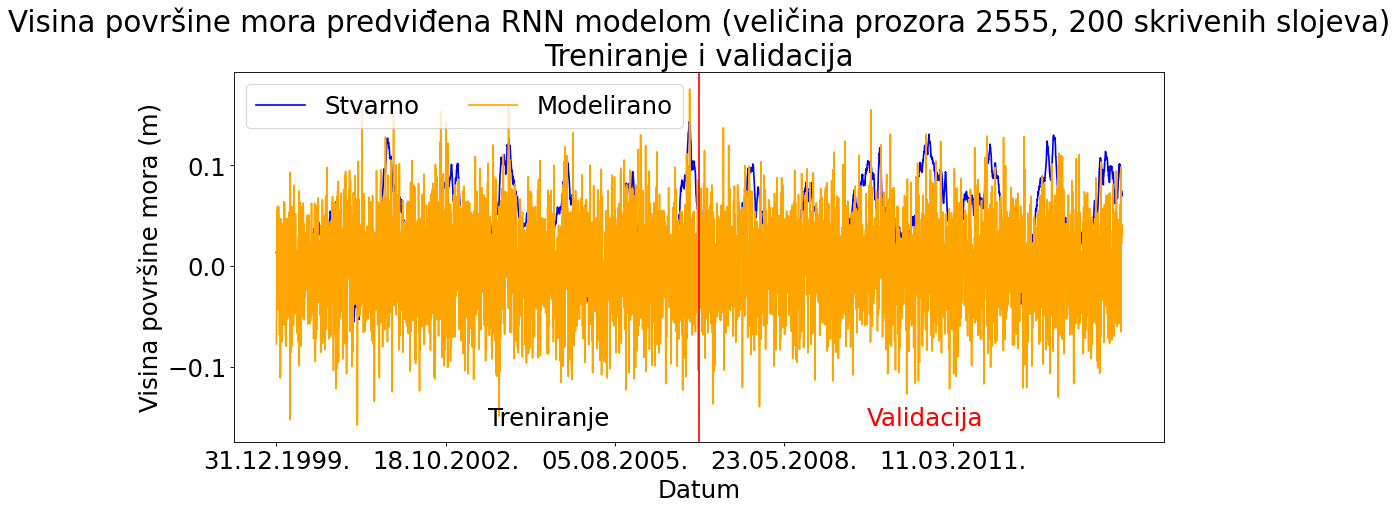 Visina površine mora predviđena RNN modelom (veličina prozora 2555, 200 skrivenih slojeva)
Treniranje i validacija
Stvarno
Modelirano
Visina površine mora (m)
0.1
0.0
−0.1
Treniranje
Validacija
31.12.1999.
18.10.2002.
05.08.2005.
23.05.2008.
11.03.2011.
Datum